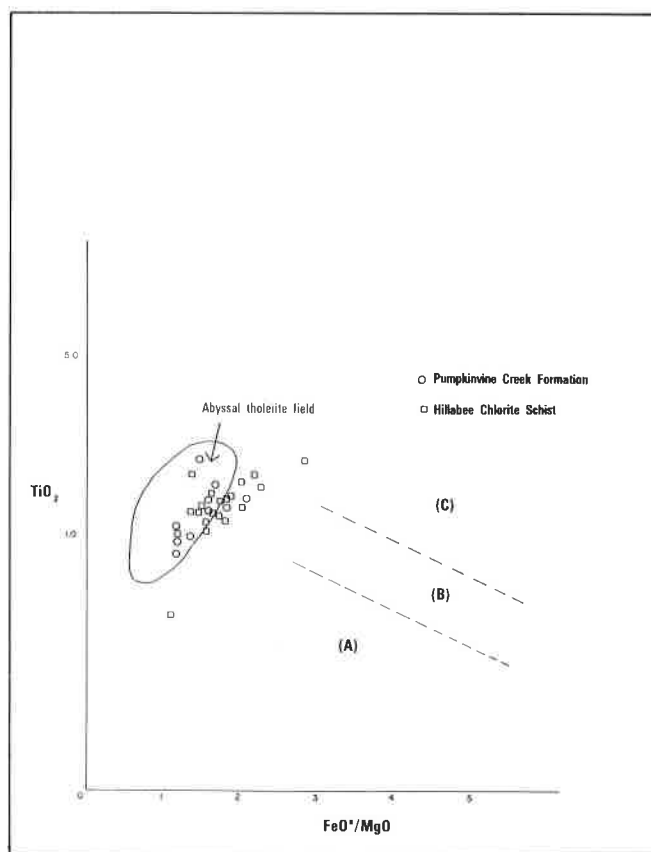 5.0
Pumpkinvine Creek Formation
Hillabee Chlorite Schist
Abyssal tholeiite field
TiO2
1.0
(C)
(B)
(A)
0 1 2 3 4 5
FeO*/MgO